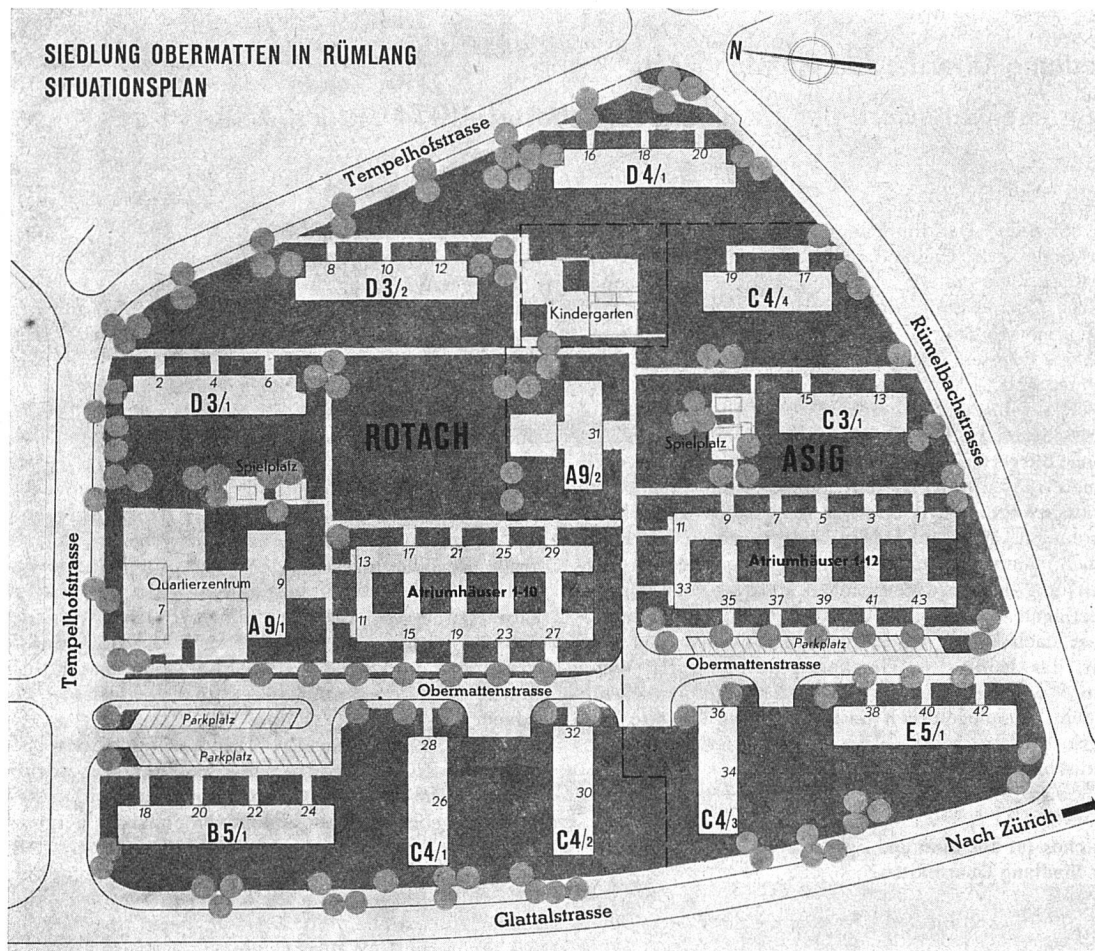 SIEDLUNG OBERMATTEN IN RÜMLANG
SITUATIONSPLAN
N
Tempelhofstrasse
16 18 20
D 4/1
8 10 12
D 3/2
Kindergarten
19 17
C 4/4
Rümelbachstrasse
2 4 6
D 3/1
ROTACH
31
A 9/2
15 13
C 3/1
Spielplatz
ASIG
Spielplatz
Tempelhofstrasse
Quartierzentrum
7
9
A 9/1
17 21 25 29
13
Atriumhäuser 1-10
11
15 19 23 27
9 7 5 3 1
11
Atriumhäuser 1-12
33
35 37 39 41 43
Parkplatz
Obermattenstrasse
Obermattenstrasse
Parkplatz
Parkplatz
18 20 22 24
B 5/1
28
26
C4/1
32
30
C4/2
36
34
C4/3
38 40 42
E 5/1
Nach Zürich
Glattalstrasse